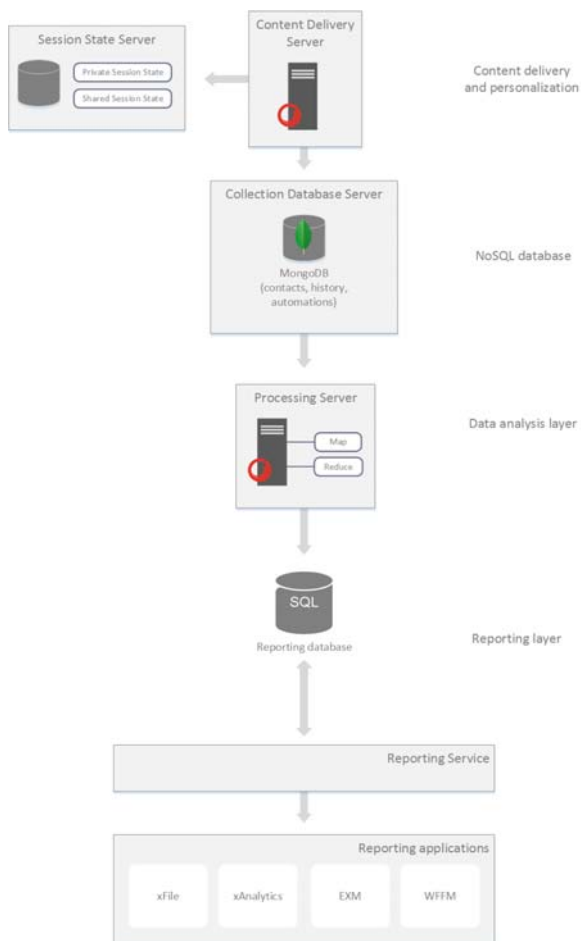 Session State Server
Private Session State
Shared Session State
Content Delivery
Server
Content delivery
and personalization
Collection Database Server
MongoDB
(contacts, history,
automations)
NoSQL database
Processing Server
Map
Reduce
Data analysis layer
SQL
Reporting database
Reporting layer
Reporting Service
Reporting applications
xFile
xAnalytics
EXM
WFFM